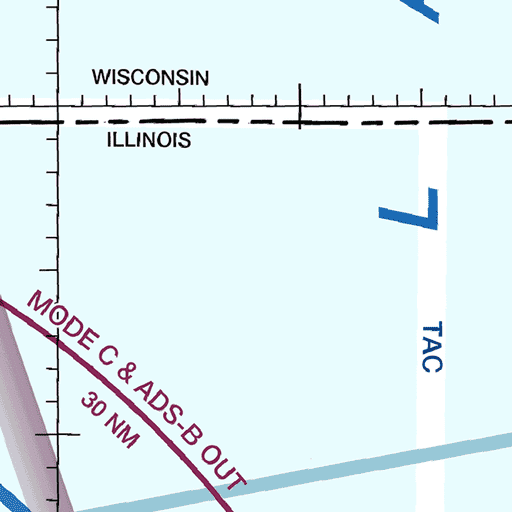 WISCONSIN
ILLINOIS
7
TAC
MODE C & ADS-B OUT
30 NM